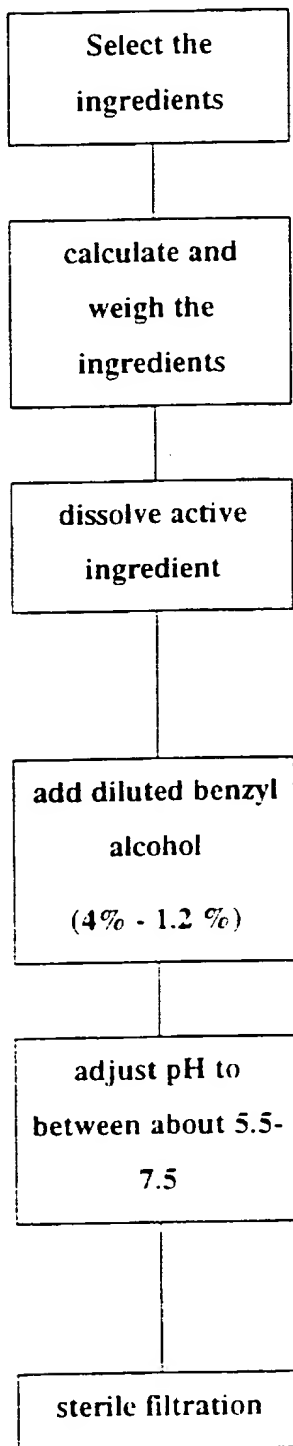 Select the
ingredients
calculate and
weigh the
ingredients
dissolve active
ingredient
add diluted benzyl
alcohol
(4% - 1.2 %)
adjust pH to
between about 5.5-
7.5
sterile filtration